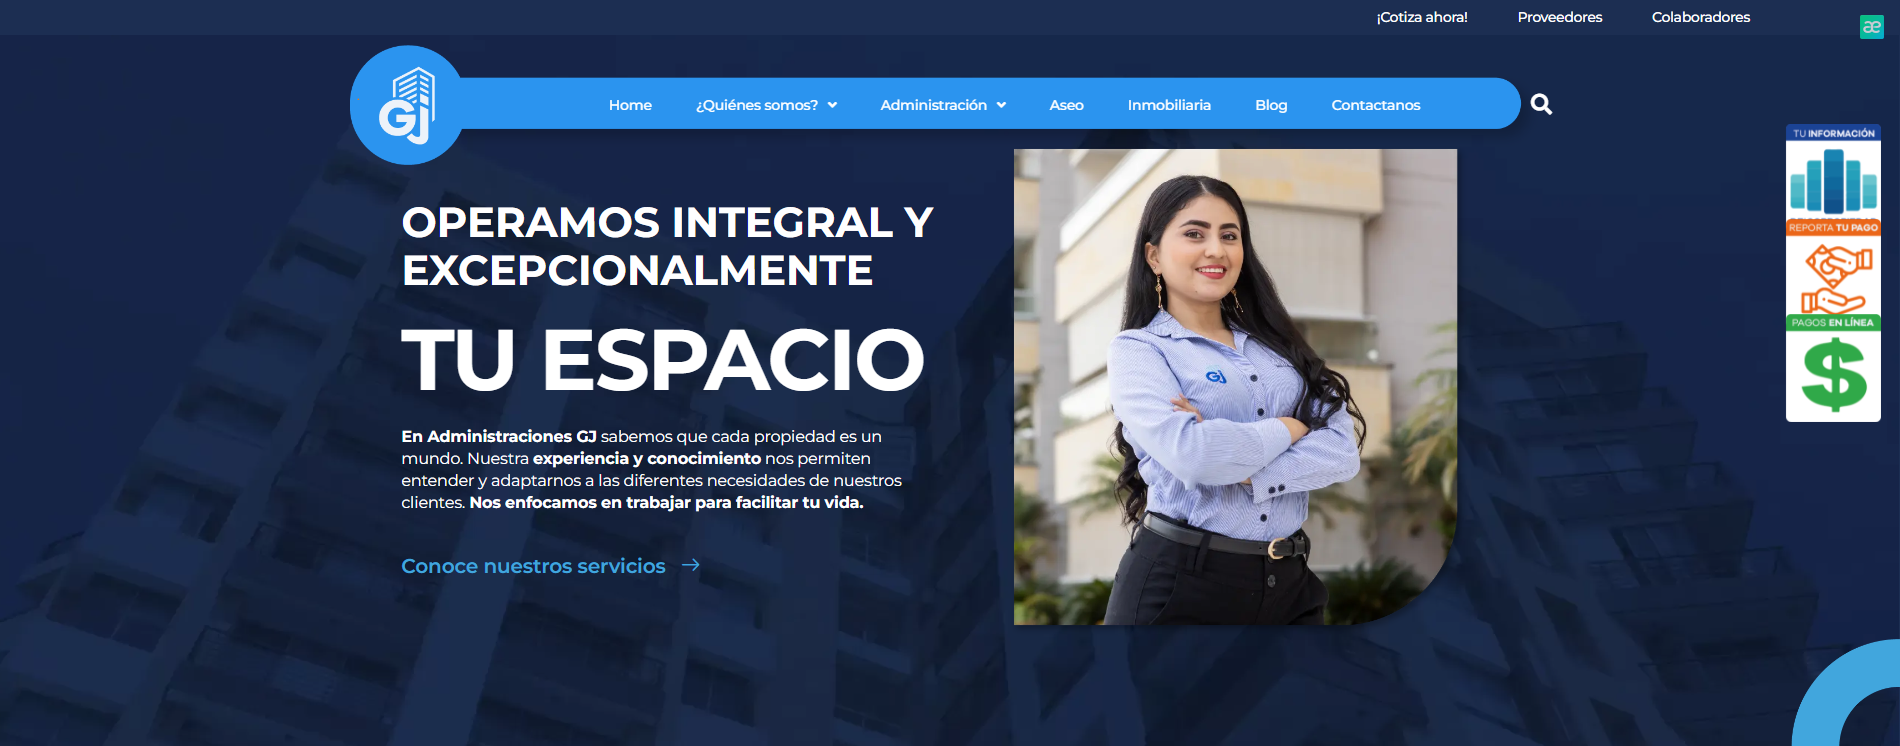 ¡Cotiza ahora! Proveedores Colaboradores
æ
GJ
Home ¿Quiénes somos? Administración Aseo Inmobiliaria Blog Contactanos
OPERAMOS INTEGRAL Y
EXCEPCIONALMENTE
TU ESPACIO
En Administraciones GJ sabemos que cada propiedad es un
mundo. Nuestra experiencia y conocimiento nos permiten
entender y adaptarnos a las diferentes necesidades de nuestros
clientes. Nos enfocamos en trabajar para facilitar tu vida.
Conoce nuestros servicios →
GJ
TU INFORMACIÓN
REPORTA TU PAGO
PAGOS EN LÍNEA
$